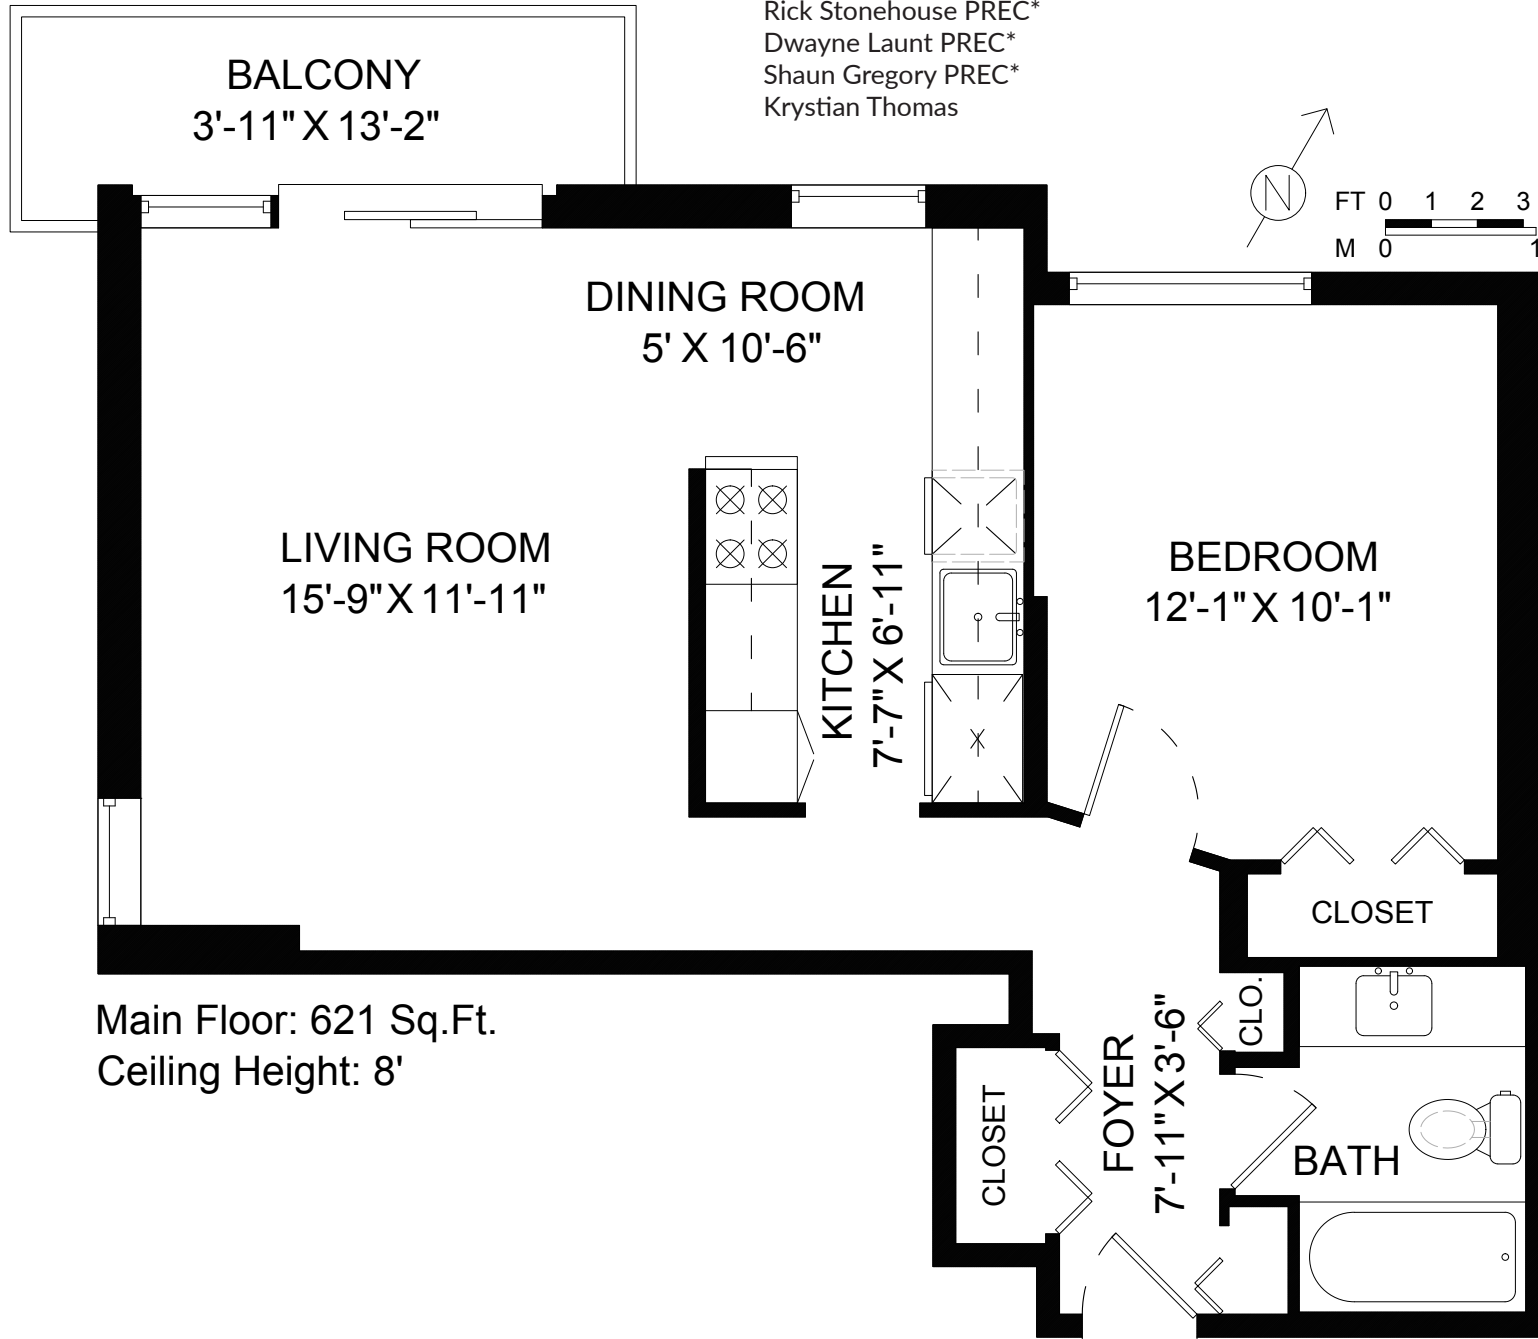 Rick Stonehouse PREC*
Dwayne Launt PREC*
Shaun Gregory PREC*
Krystian Thomas
BALCONY
3'-11" X 13'-2"
N
FT 0 1 2 3
M 0 1
DINING ROOM
5' X 10'-6"
LIVING ROOM
15'-9" X 11'-11"
KITCHEN
7'-7" X 6'-11"
BEDROOM
12'-1" X 10'-1"
CLOSET
CLO.
Main Floor: 621 Sq.Ft.
Ceiling Height: 8'
CLOSET
FOYER
7'-11" X 3'-6"
BATH